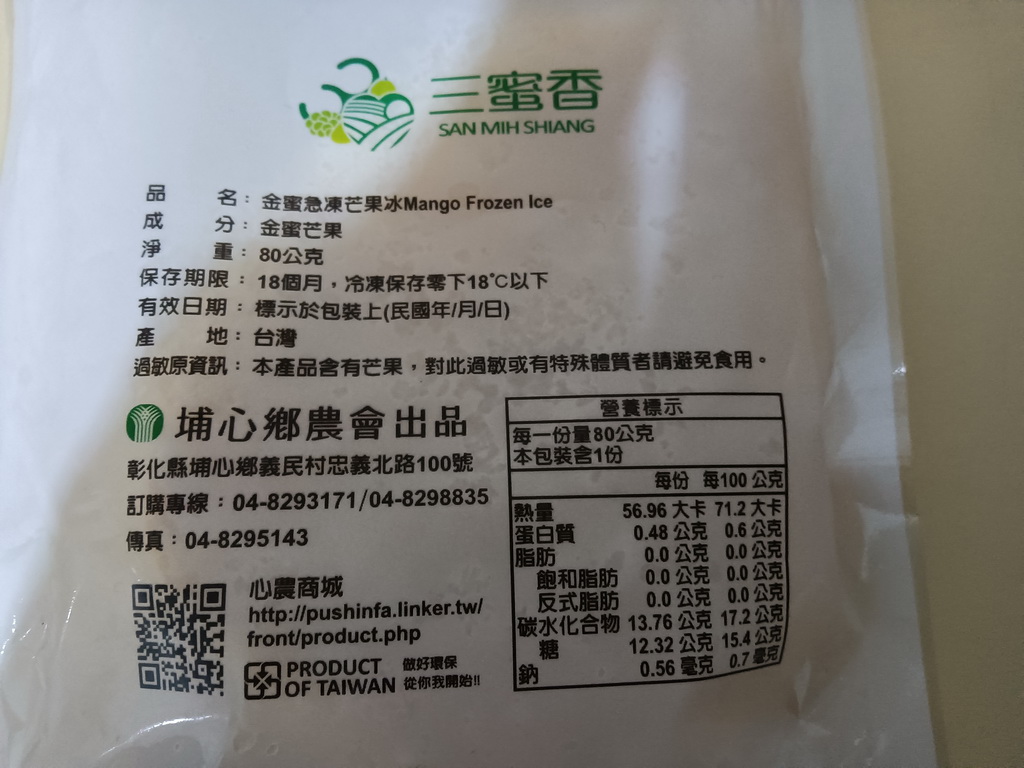 三蜜香
SAN MIH SHIANG
品名：金蜜急凍芒果冰Mango Frozen Ice
成分：金蜜芒果
淨重：80公克
保存期限：18個月，冷凍保存零下18℃以下
有效日期：標示於包裝上(民國年/月/日)
產地：台灣
過敏原資訊：本產品含有芒果，對此過敏或有特殊體質者請避免食用。
埔心鄉農會出品
彰化縣埔心鄉義民村忠義北路100號
訂購專線：04-8293171/04-8298835
傳真：04-8295143
心農商城
http://pushinfa.linker.tw/
front/product.php
PRODUCT OF TAIWAN
做好環保
從你我開始!!
營養標示
每一份量80公克
本包裝含1份
每份 每100公克
熱量 56.96 大卡 71.2 大卡
蛋白質 0.48 公克 0.6 公克
脂肪 0.0 公克 0.0 公克
飽和脂肪 0.0 公克 0.0 公克
反式脂肪 0.0 公克 0.0 公克
碳水化合物 13.76 公克 17.2 公克
糖 12.32 公克 15.4 公克
鈉 0.56 毫克 0.7 毫克